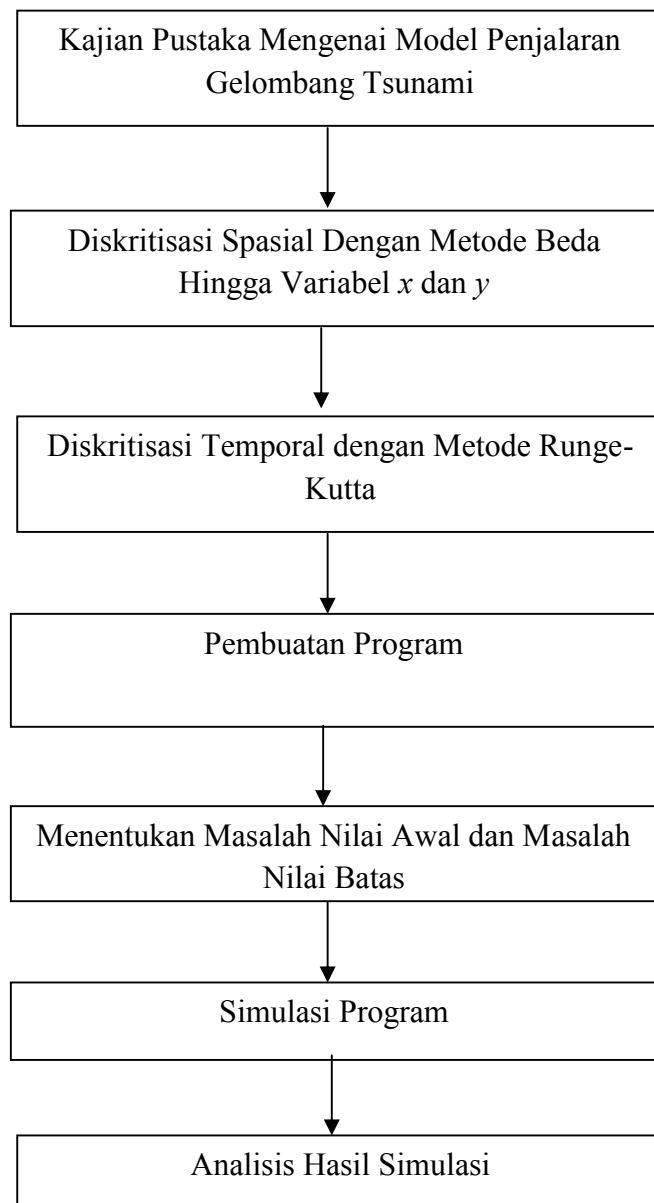 Kajian Pustaka Mengenai Model Penjalaran
Gelombang Tsunami
Diskritisasi Spasial Dengan Metode Beda
Hingga Variabel x dan y
Diskritisasi Temporal dengan Metode Runge-
Kutta
Pembuatan Program
Menentukan Masalah Nilai Awal dan Masalah
Nilai Batas
Simulasi Program
Analisis Hasil Simulasi